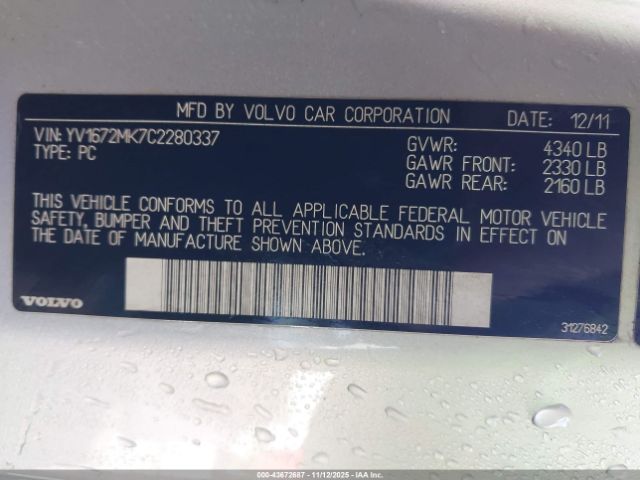 MFD BY VOLVO CAR CORPORATION DATE: 12/11
VIN: YV1672MK7C2280337
TYPE: PC
GVWR: 4340 LB
GAWR FRONT: 2330 LB
GAWR REAR: 2160 LB
THIS VEHICLE CONFORMS TO ALL APPLICABLE FEDERAL MOTOR VEHICLE
SAFETY, BUMPER AND THEFT PREVENTION STANDARDS IN EFFECT ON
THE DATE OF MANUFACTURE SHOWN ABOVE.
VOLVO
31276842
000-43672687 - 11/12/2025 - IAAI, Inc.